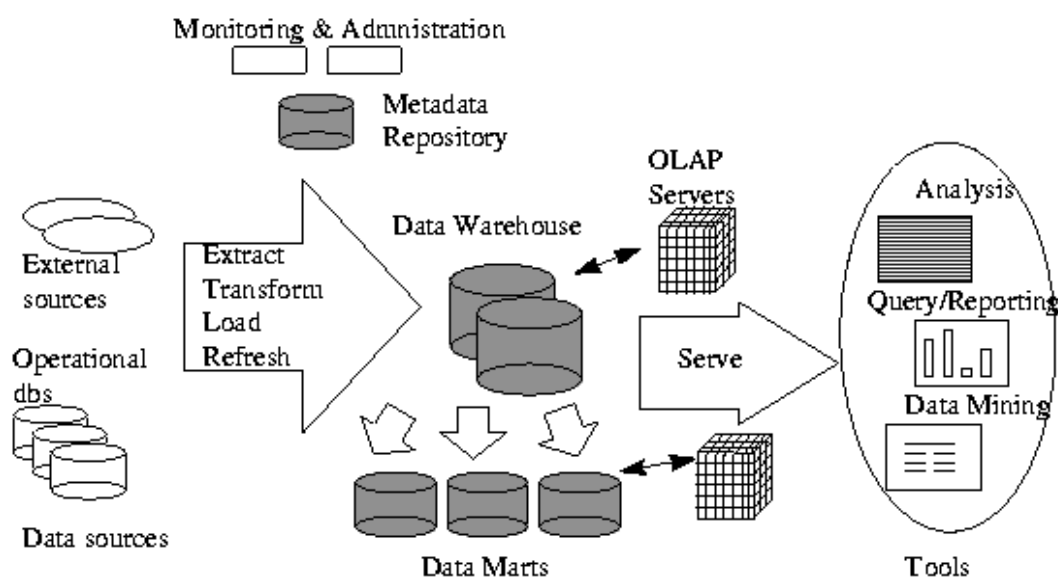 Monitoring & Administration
Metadata
Repository
OLAP
Servers
Data Warehouse
External
sources
Extract
Transform
Load
Refresh
Operational
dbs
Data sources
Data Marts
Serve
Analysis
Query/Reporting
Data Mining
Tools